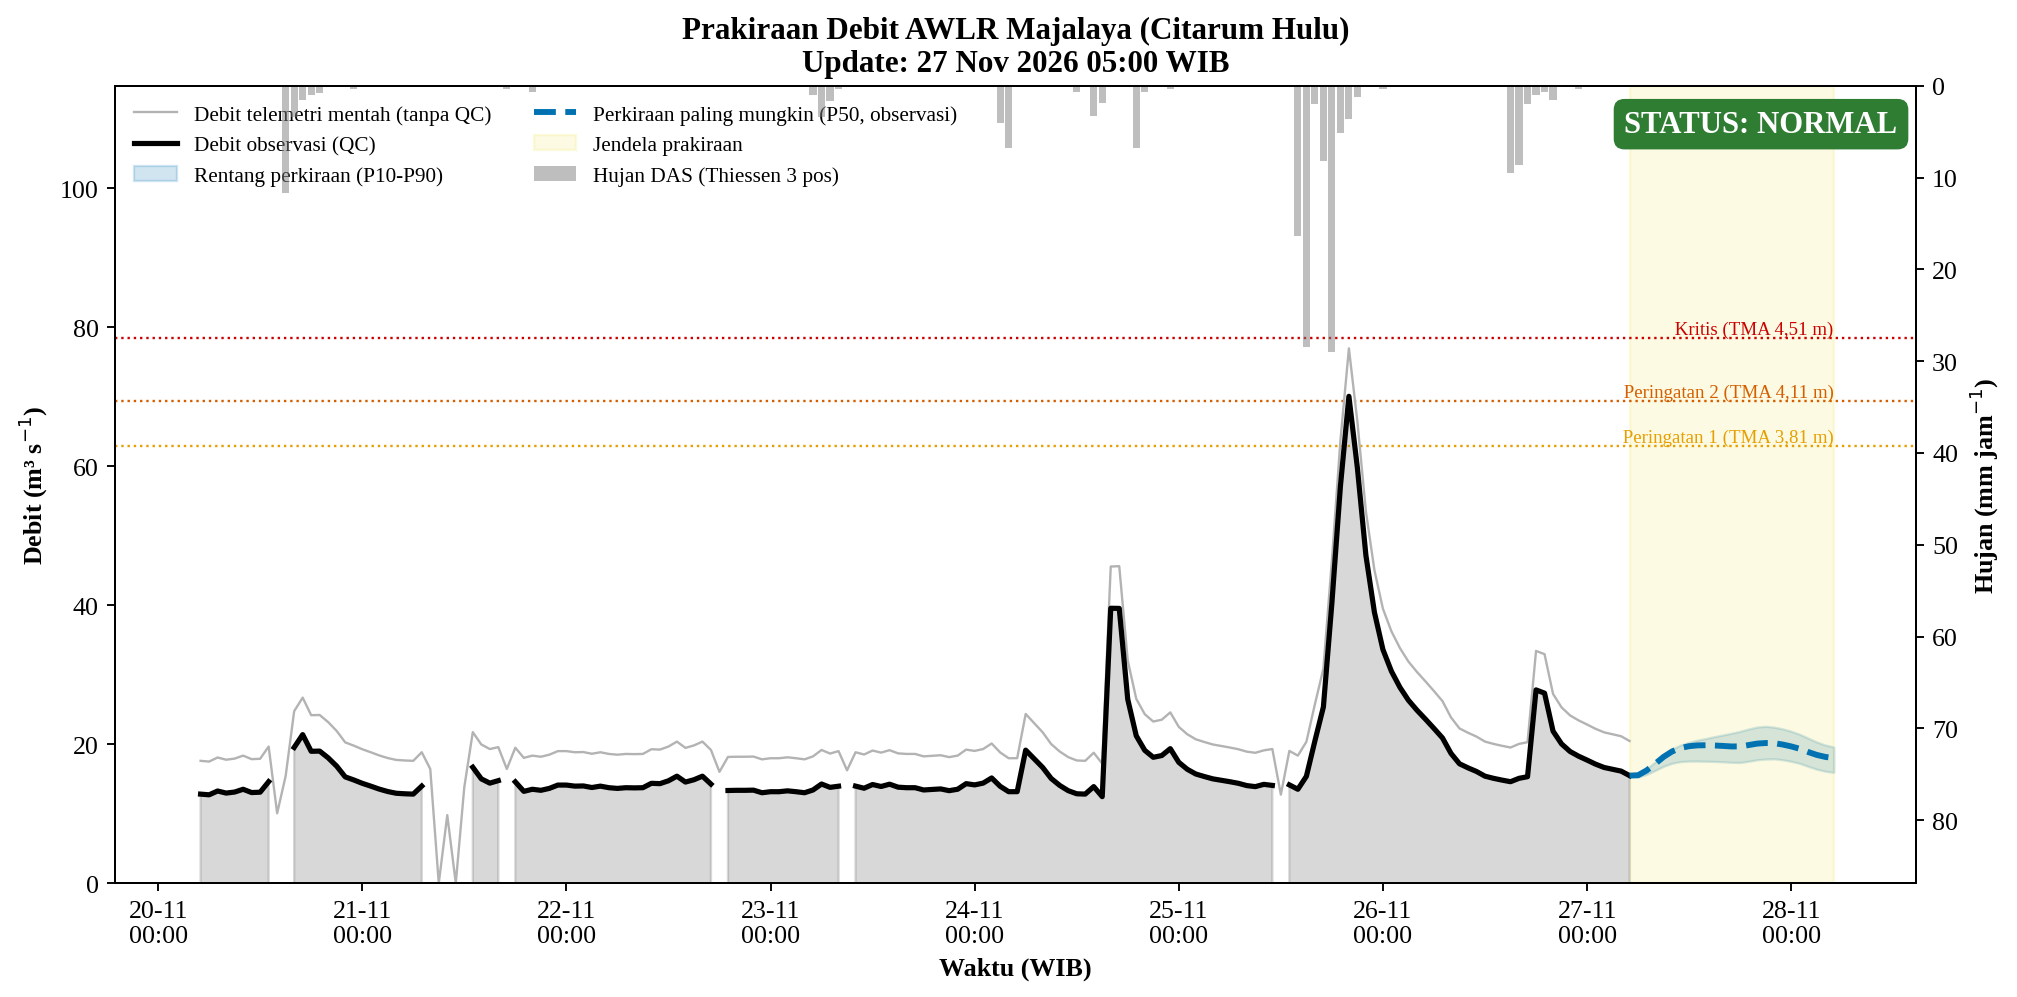 Prakiraan Debit AWLR Majalaya (Citarum Hulu)
Update: 27 Nov 2026 05:00 WIB
Debit telemetri mentah (tanpa QC)
Debit observasi (QC)
Rentang perkiraan (P10-P90)
Perkiraan paling mungkin (P50, observasi)
Jendela prakiraan
Hujan DAS (Thiessen 3 pos)
STATUS: NORMAL
Kritis (TMA 4,51 m)
Peringatan 2 (TMA 4,11 m)
Peringatan 1 (TMA 3,81 m)
Debit (m³ s⁻¹)
100
80
60
40
20
0
Hujan (mm jam⁻¹)
0
10
20
30
40
50
60
70
80
20-11
00:00
21-11
00:00
22-11
00:00
23-11
00:00
24-11
00:00
25-11
00:00
26-11
00:00
27-11
00:00
28-11
00:00
Waktu (WIB)